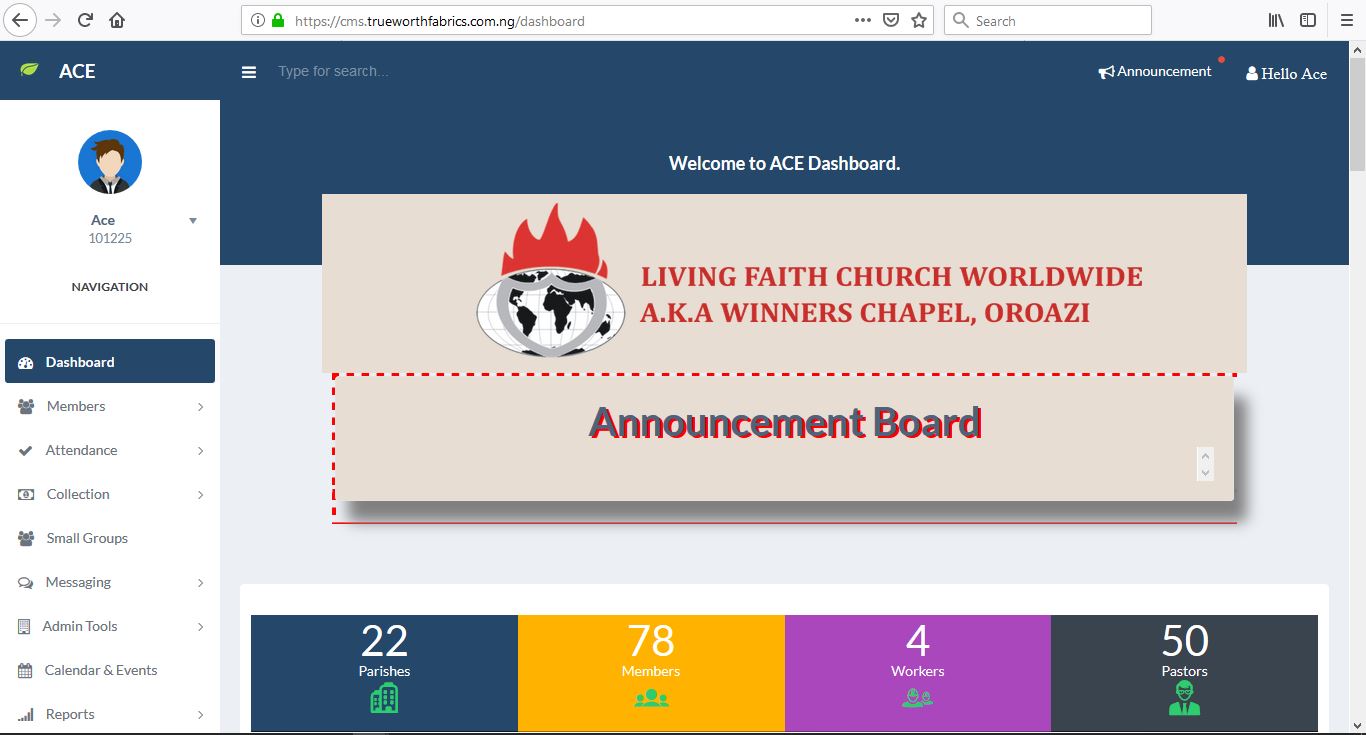 https://cms.trueworthfabrics.com.ng/dashboard
Search
ACE
Type for search...
Announcement
Hello Ace
Ace
101225
NAVIGATION
Dashboard
Members
Attendance
Collection
Small Groups
Messaging
Admin Tools
Calendar & Events
Reports
Welcome to ACE Dashboard.
LIVING FAITH CHURCH WORLDWIDE
A.K.A WINNERS CHAPEL, OROAZI
Announcement Board
22
Parishes
78
Members
4
Workers
50
Pastors